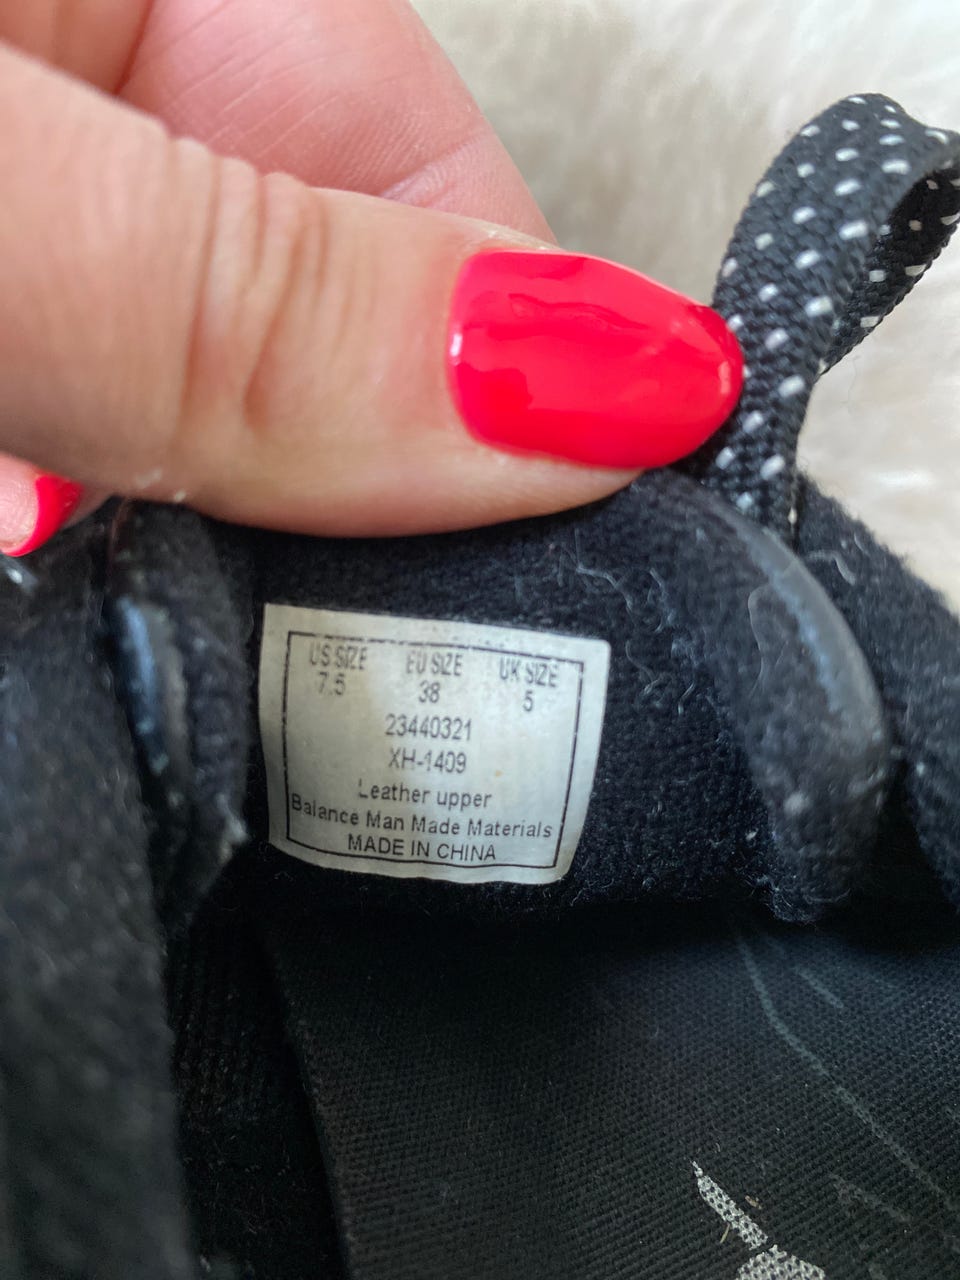 US SIZE EU SIZE UK SIZE
7.5 38 5
23440321
XH-1409
Leather upper
Balance Man Made Materials
MADE IN CHINA